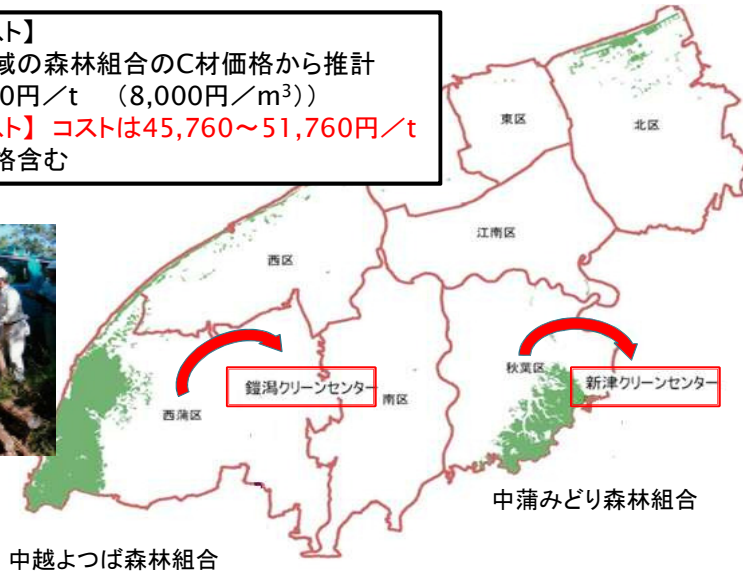 スト】
域の森林組合のC材価格から推計
0円／t （8,000円／m³））
スト】 コストは45,760～51,760円／t
格含む
東区
北区
江南区
西区
秋葉区
新津クリーンセンター
鎧潟クリーンセンター
南区
西蒲区
中蒲みどり森林組合
中越よつば森林組合